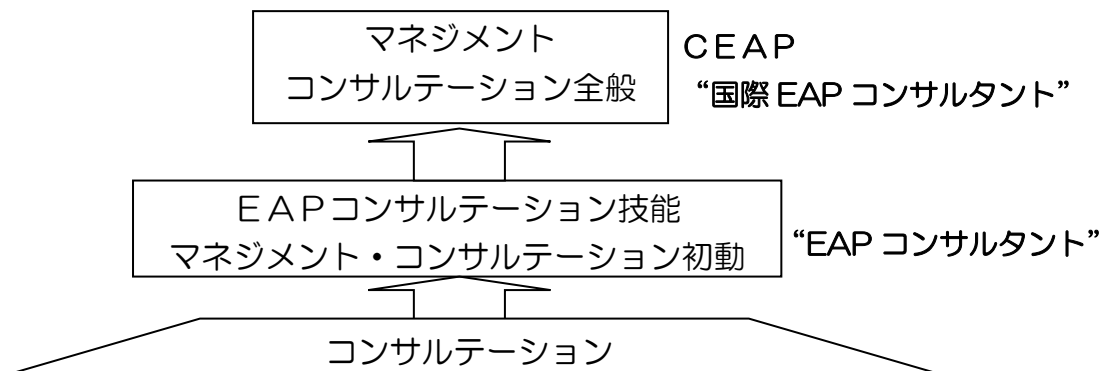 マネジメント
コンサルテーション全般
ＣＥＡＰ
“国際 EAP コンサルタント”
ＥＡＰコンサルテーション技能
マネジメント・コンサルテーション初動
“EAP コンサルタント”
コンサルテーション